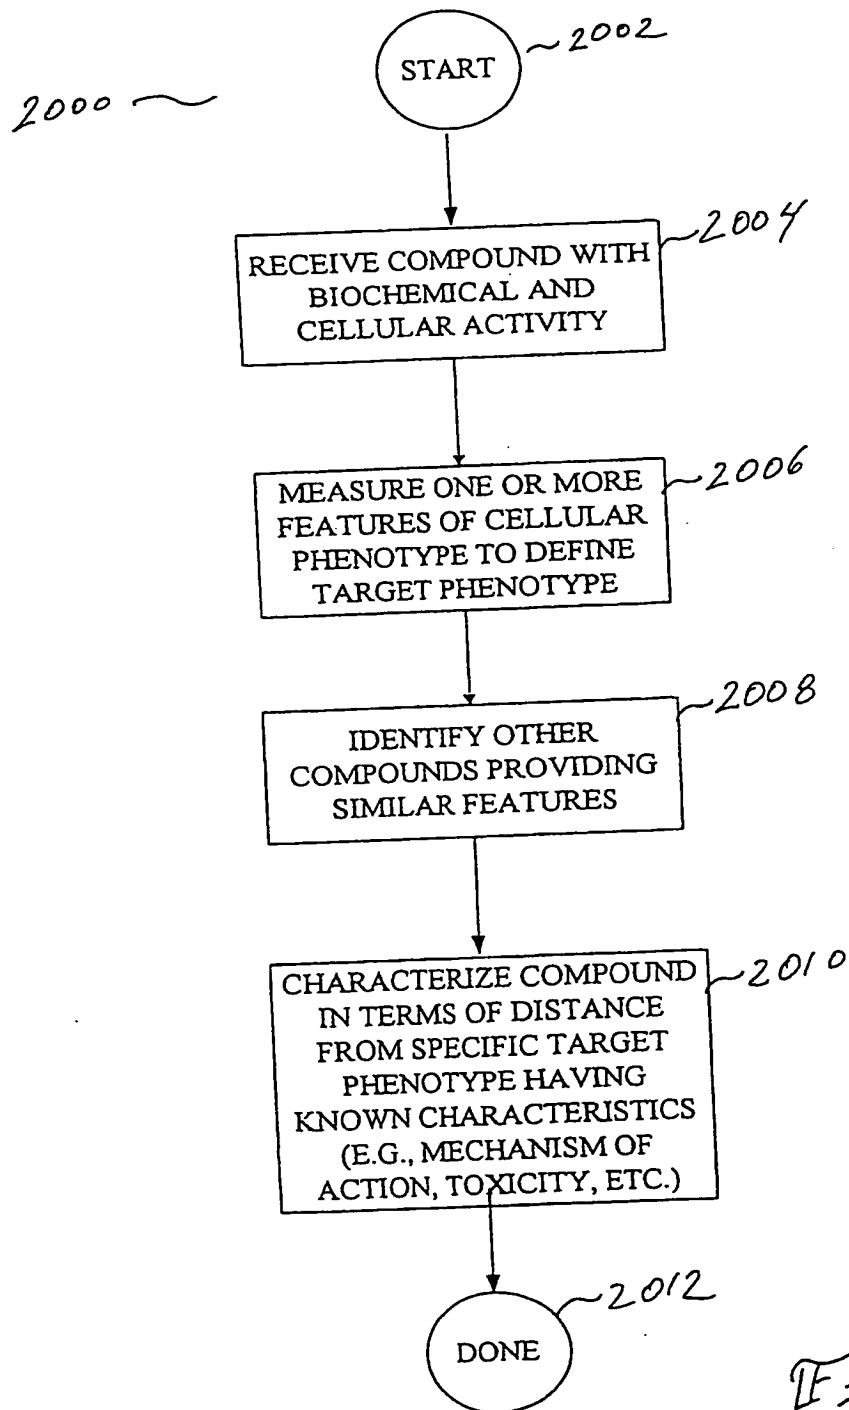 START
2002
2000
RECEIVE COMPOUND WITH
BIOCHEMICAL AND
CELLULAR ACTIVITY
2004
MEASURE ONE OR MORE
FEATURES OF CELLULAR
PHENOTYPE TO DEFINE
TARGET PHENOTYPE
2006
IDENTIFY OTHER
COMPOUNDS PROVIDING
SIMILAR FEATURES
2008
CHARACTERIZE COMPOUND
IN TERMS OF DISTANCE
FROM SPECIFIC TARGET
PHENOTYPE HAVING
KNOWN CHARACTERISTICS
(E.G., MECHANISM OF
ACTION, TOXICITY, ETC.)
2010
DONE
2012